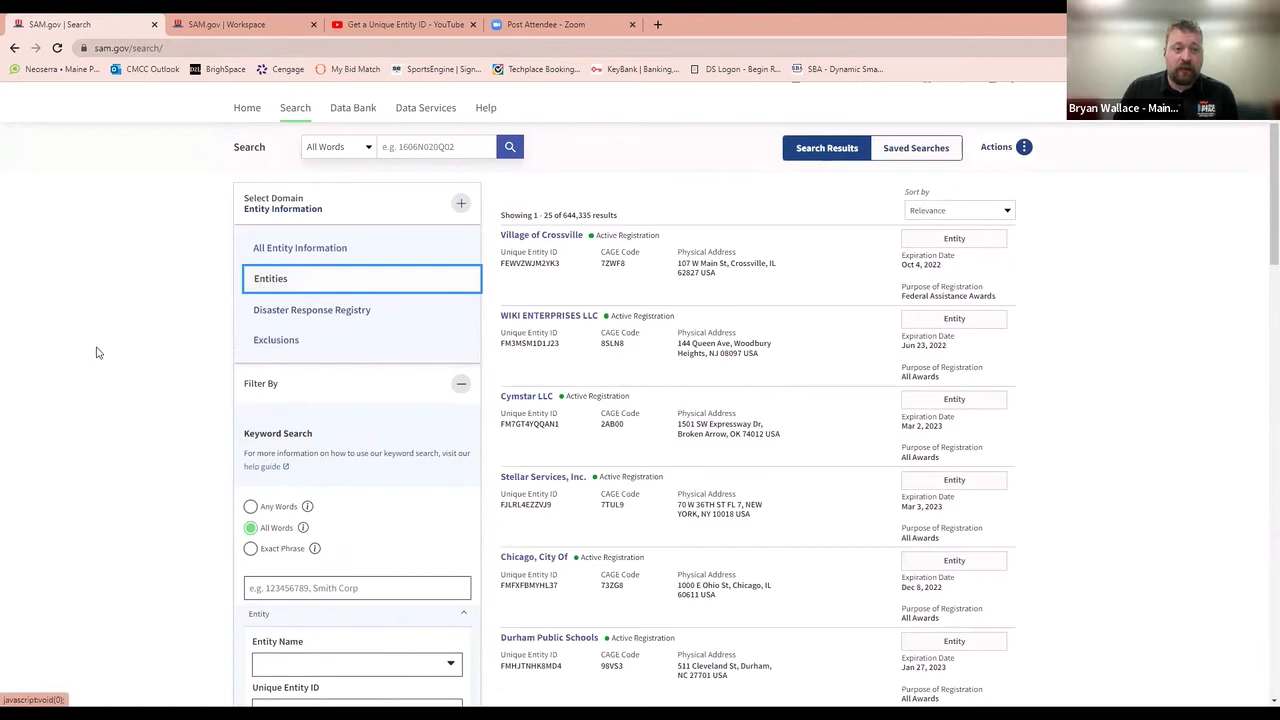 SAM.gov | Search
SAM.gov | Workspace
Get a Unique Entity ID - YouTube
Post Attendee - Zoom
sam.gov/search/
Neoserra • Maine P...
CMCC Outlook
BrighSpace
Cengage
My Bid Match
SportsEngine | Sign...
Techplace Booking...
KeyBank | Banking,...
DS Logon - Begin R...
SBA - Dynamic Sma...
Bryan Wallace - Main...
Home
Search
Data Bank
Data Services
Help
Search
All Words
e.g. 1606N020Q02
Search Results
Saved Searches
Actions
Select Domain
Entity Information
All Entity Information
Entities
Disaster Response Registry
Exclusions
Filter By
Keyword Search
For more information on how to use our keyword search, visit our
help guide
Any Words
All Words
Exact Phrase
e.g. 123456789, Smith Corp
Entity
Entity Name
Unique Entity ID
Sort by
Relevance
Showing 1 - 25 of 644,335 results
Village of Crossville
Active Registration
Unique Entity ID
FEWVZWJM2YK3
CAGE Code
7ZWF8
Physical Address
107 W Main St, Crossville, IL
62827 USA
Entity
Expiration Date
Oct 4, 2022
Purpose of Registration
Federal Assistance Awards
WIKI ENTERPRISES LLC
Active Registration
Unique Entity ID
FM3MSM1D1J23
CAGE Code
8SLN8
Physical Address
144 Queen Ave, Woodbury
Heights, NJ 08097 USA
Entity
Expiration Date
Jun 23, 2022
Purpose of Registration
All Awards
Cymstar LLC
Active Registration
Unique Entity ID
FM7GT4YQQAN1
CAGE Code
2AB00
Physical Address
1501 SW Expressway Dr,
Broken Arrow, OK 74012 USA
Entity
Expiration Date
Mar 2, 2023
Purpose of Registration
All Awards
Stellar Services, Inc.
Active Registration
Unique Entity ID
FJLRL4EZZVJ9
CAGE Code
7TUL9
Physical Address
70 W 36TH ST FL 7, NEW
YORK, NY 10018 USA
Entity
Expiration Date
Mar 3, 2023
Purpose of Registration
All Awards
Chicago, City Of
Active Registration
Unique Entity ID
FMFXFBMYHL37
CAGE Code
73ZG8
Physical Address
1000 E Ohio St, Chicago, IL
60611 USA
Entity
Expiration Date
Dec 8, 2022
Purpose of Registration
All Awards
Durham Public Schools
Active Registration
Unique Entity ID
FMHJTNHK8MD4
CAGE Code
98VS3
Physical Address
511 Cleveland St, Durham,
NC 27701 USA
Entity
Expiration Date
Jan 27, 2023
Purpose of Registration
All Awards
javascript:void(0);